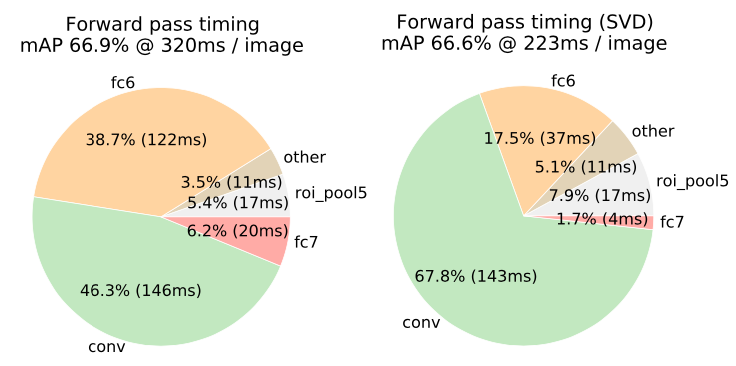 Forward pass timing
mAP 66.9% @ 320ms / image
fc6
38.7% (122ms)
other
3.5% (11ms)
roi_pool5
5.4% (17ms)
6.2% (20ms)
fc7
46.3% (146ms)
conv
Forward pass timing (SVD)
mAP 66.6% @ 223ms / image
fc6
17.5% (37ms)
other
5.1% (11ms)
roi_pool5
7.9% (17ms)
1.7% (4ms)
fc7
67.8% (143ms)
conv